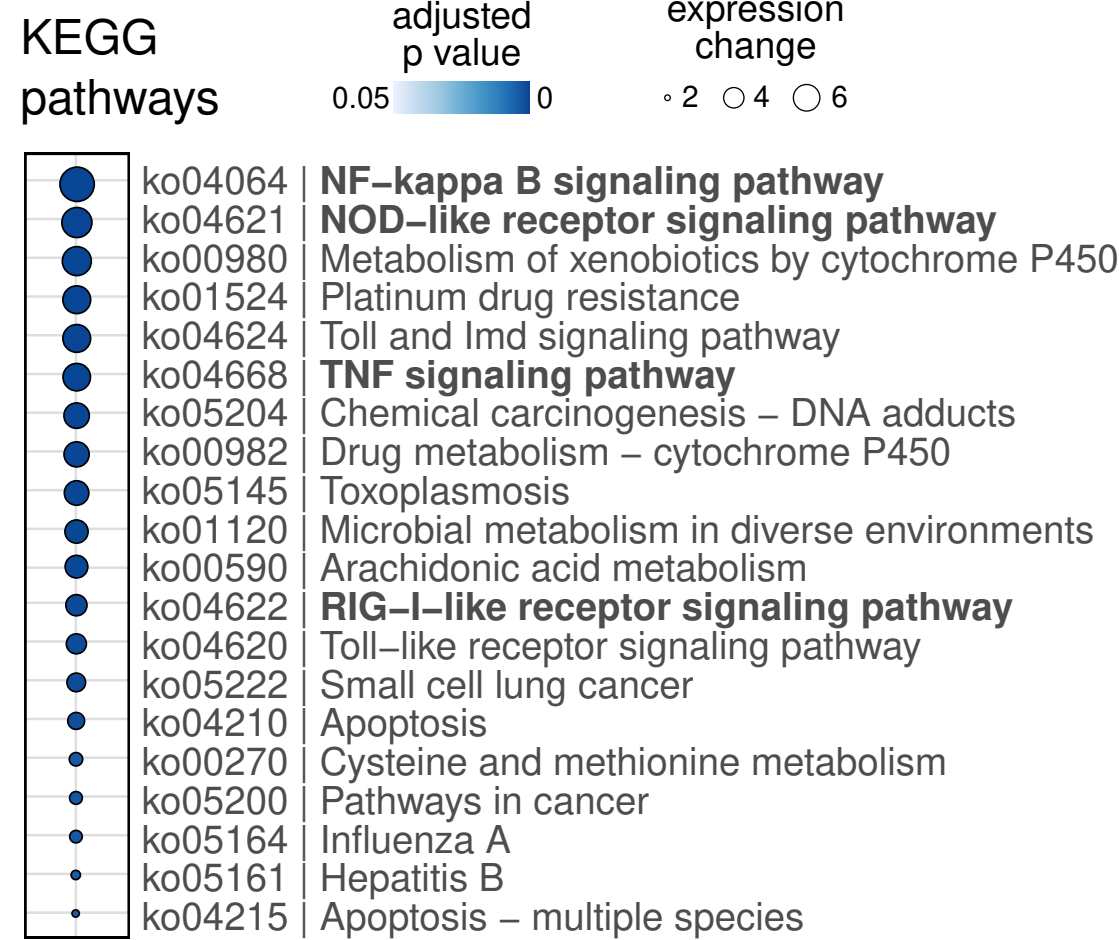 KEGG
pathways
adjusted
p value
0.05 0
expression
change
2 4 6
ko04064 | NF−kappa B signaling pathway
ko04621 | NOD−like receptor signaling pathway
ko00980 | Metabolism of xenobiotics by cytochrome P450
ko01524 | Platinum drug resistance
ko04624 | Toll and Imd signaling pathway
ko04668 | TNF signaling pathway
ko05204 | Chemical carcinogenesis − DNA adducts
ko00982 | Drug metabolism − cytochrome P450
ko05145 | Toxoplasmosis
ko01120 | Microbial metabolism in diverse environments
ko00590 | Arachidonic acid metabolism
ko04622 | RIG−I−like receptor signaling pathway
ko04620 | Toll−like receptor signaling pathway
ko05222 | Small cell lung cancer
ko04210 | Apoptosis
ko00270 | Cysteine and methionine metabolism
ko05200 | Pathways in cancer
ko05164 | Influenza A
ko05161 | Hepatitis B
ko04215 | Apoptosis − multiple species